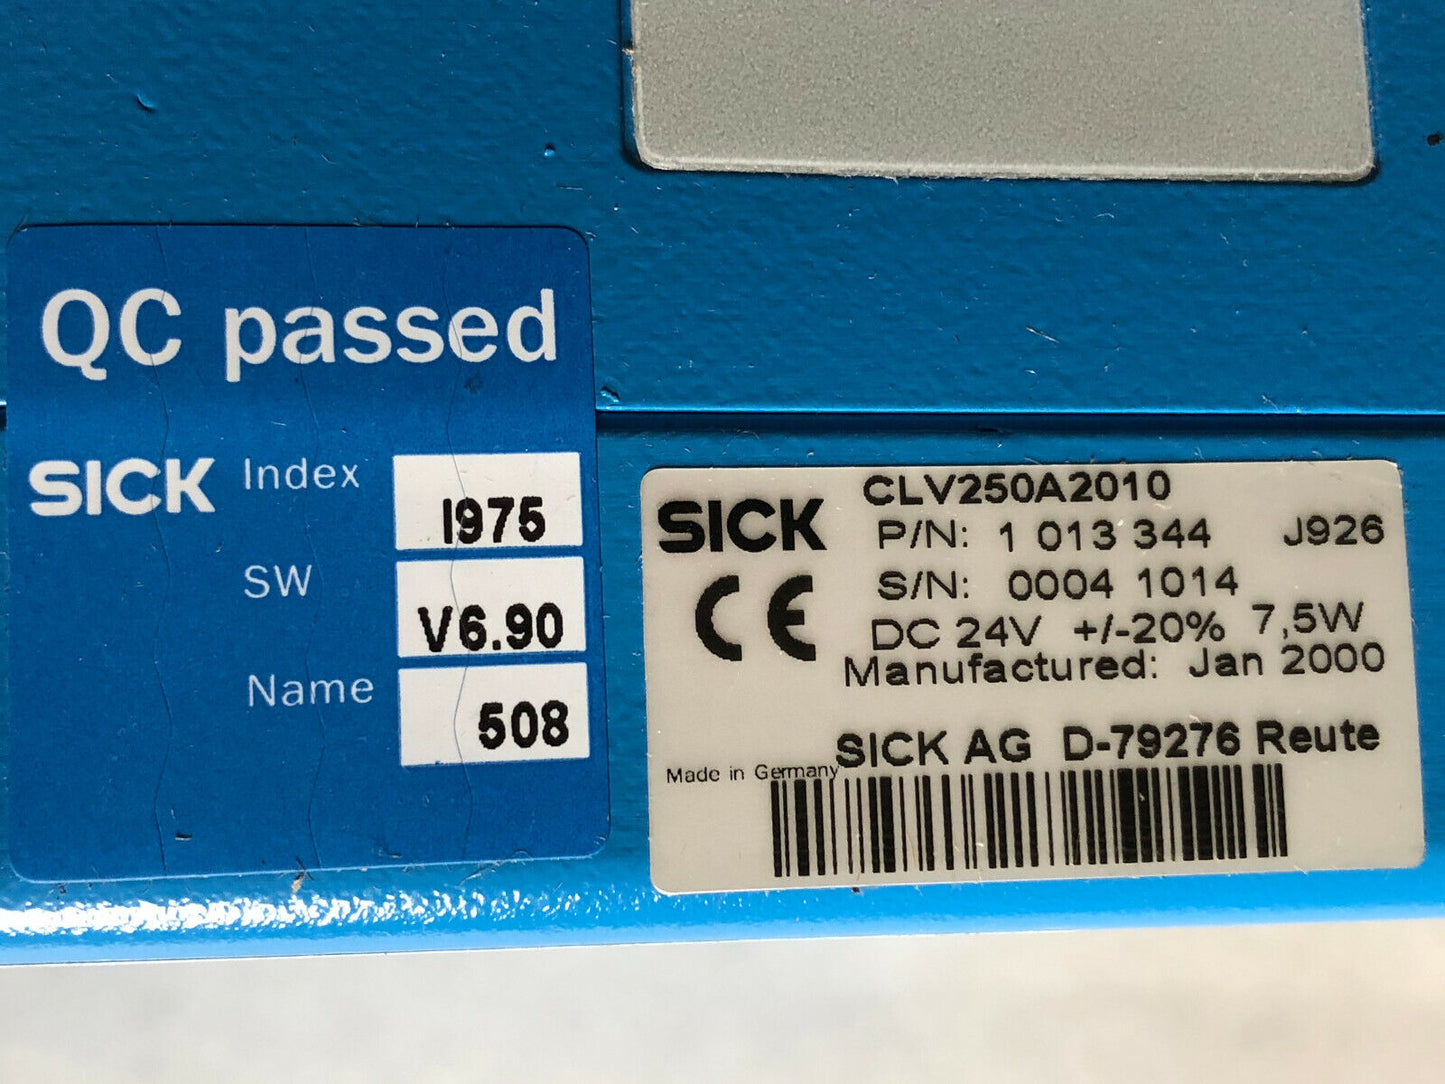 QC passed
SICK Index I975
SW V6.90
Name 508
CLV250A2010
SICK P/N: 1 013 344 J926
CE S/N: 0004 1014
DC 24V +/-20% 7,5W
Manufactured: Jan 2000
SICK AG D-79276 Reute
Made in Germany